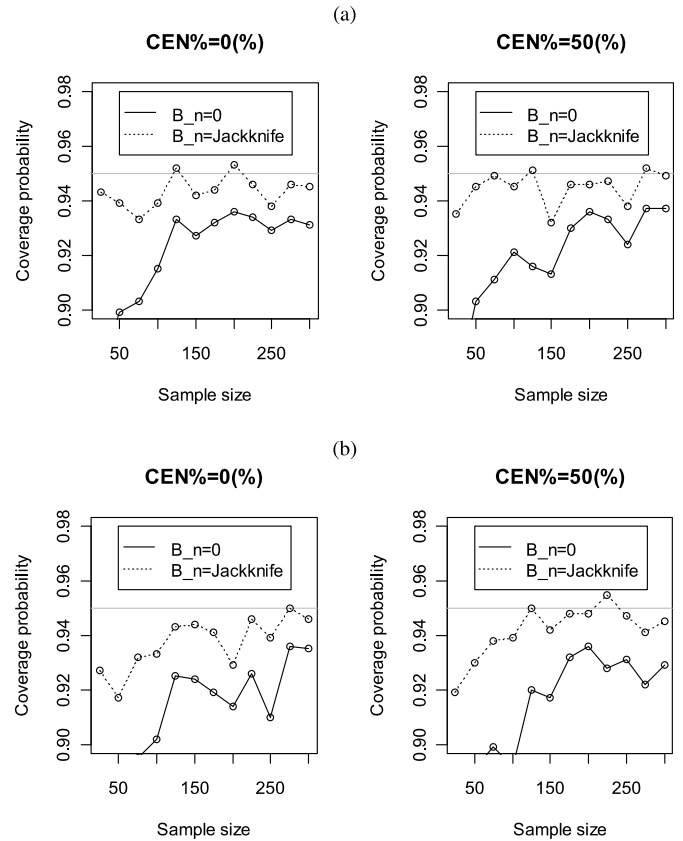 (a)
CEN%=0(%)
B_n=0
B_n=Jackknife
Coverage probability
0.90 0.92 0.94 0.96 0.98
50 150 250
Sample size
CEN%=50(%)
B_n=0
B_n=Jackknife
Coverage probability
0.90 0.92 0.94 0.96 0.98
50 150 250
Sample size
(b)
CEN%=0(%)
B_n=0
B_n=Jackknife
Coverage probability
0.90 0.92 0.94 0.96 0.98
50 150 250
Sample size
CEN%=50(%)
B_n=0
B_n=Jackknife
Coverage probability
0.90 0.92 0.94 0.96 0.98
50 150 250
Sample size